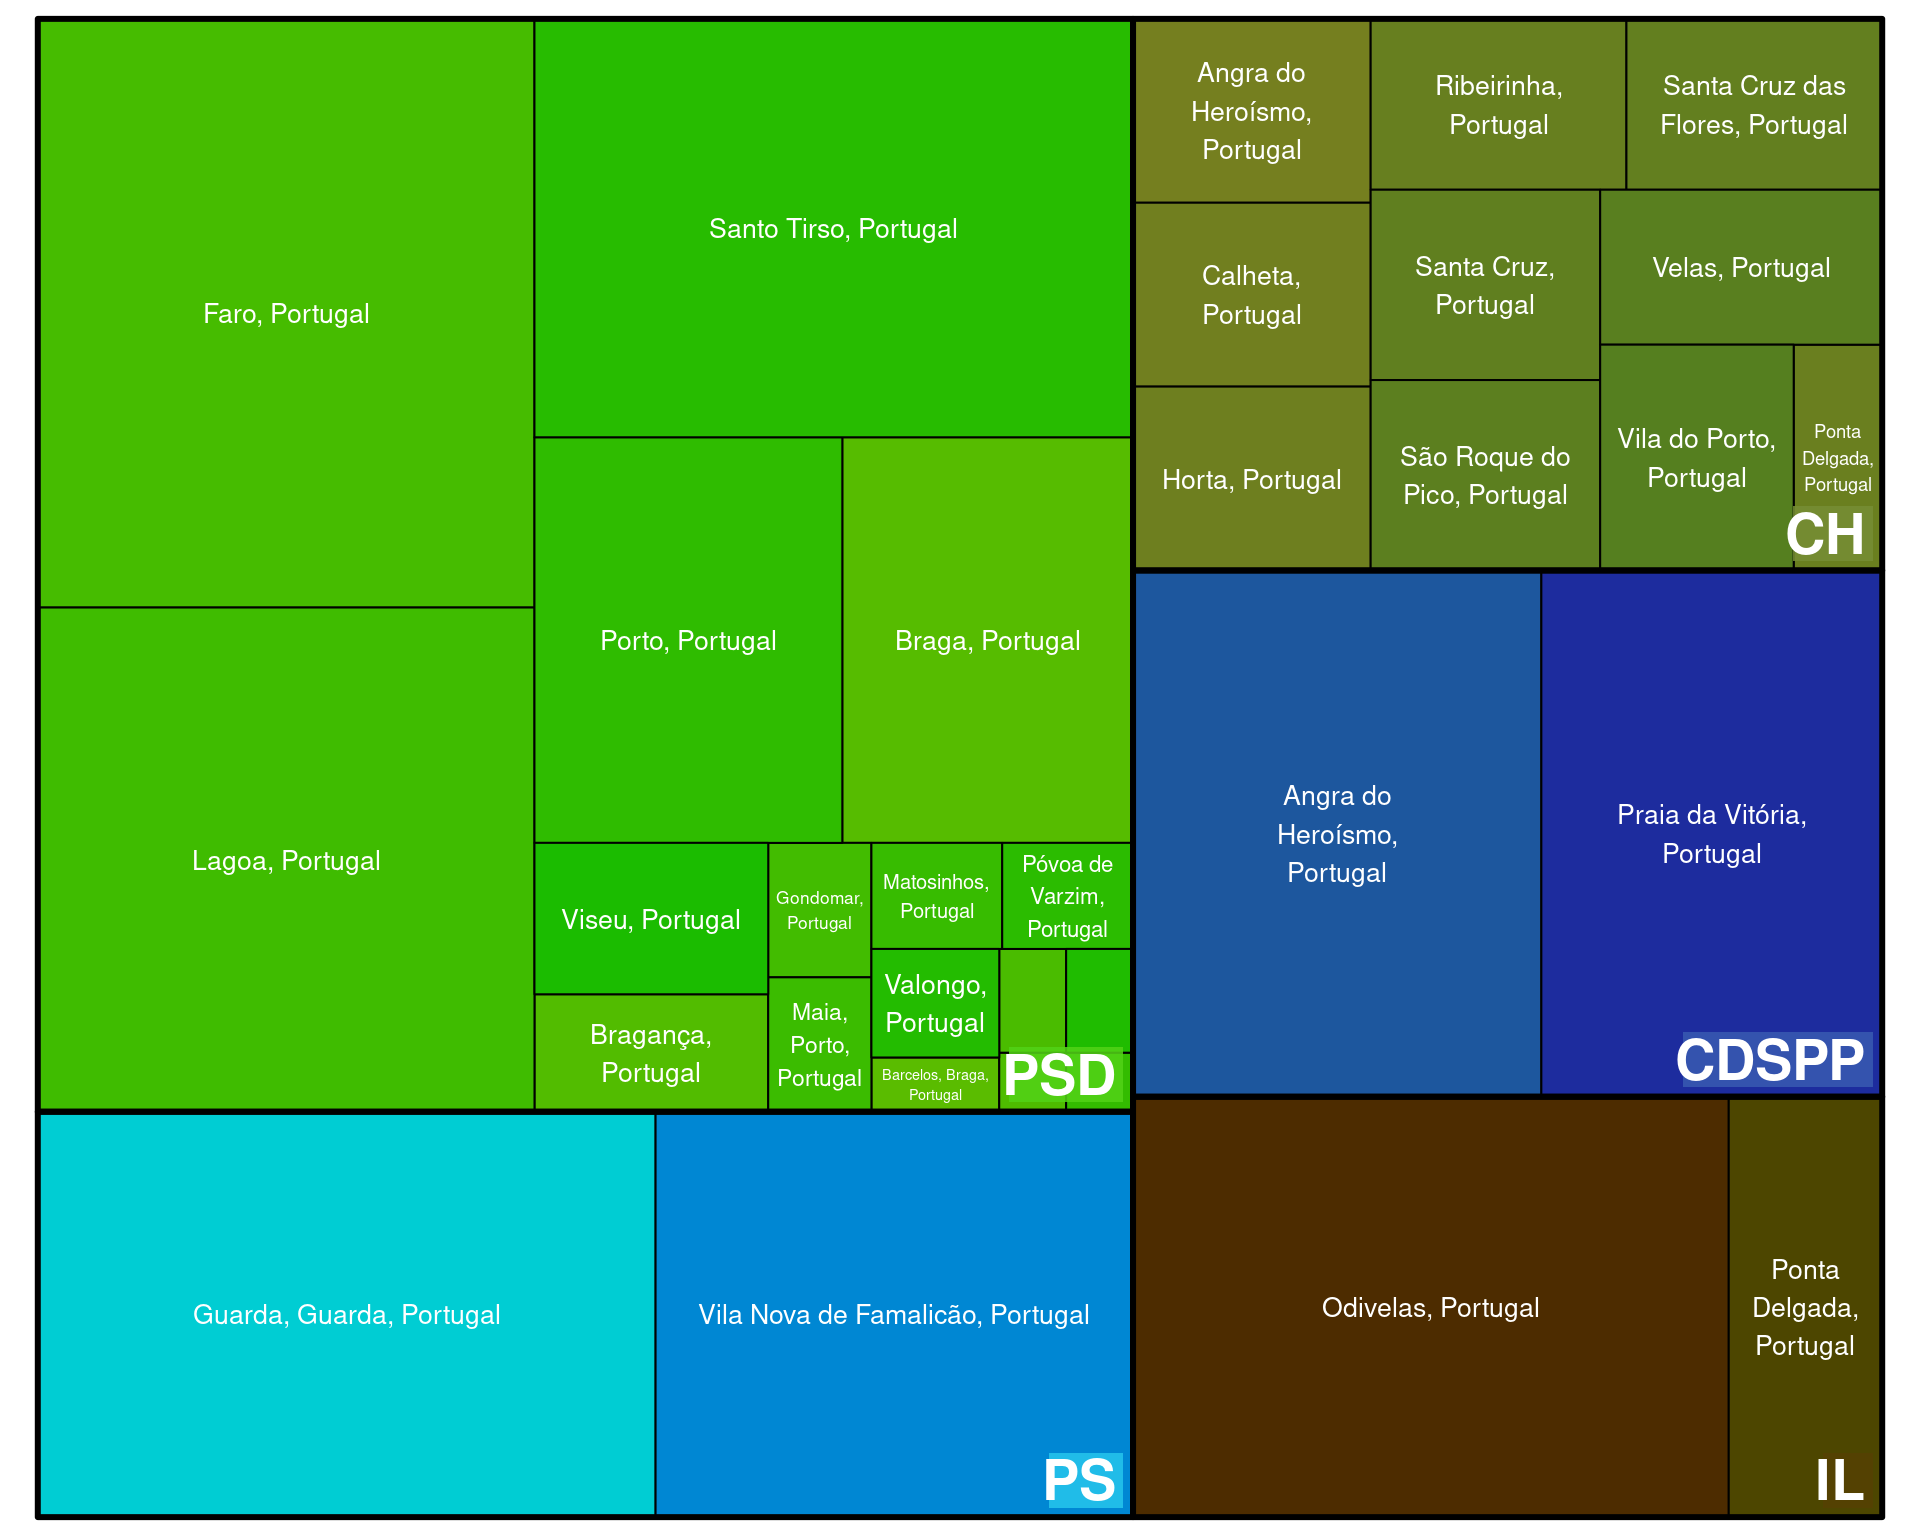 Faro, Portugal
Lagoa, Portugal
Santo Tirso, Portugal
Porto, Portugal
Braga, Portugal
Viseu, Portugal
Bragança,
Portugal
Gondomar,
Portugal
Maia,
Porto,
Portugal
Matosinhos,
Portugal
Póvoa de
Varzim,
Portugal
Valongo,
Portugal
Barcelos, Braga,
Portugal
PSD
Guarda, Guarda, Portugal
Vila Nova de Famalicão, Portugal
PS
Angra do
Heroísmo,
Portugal
Calheta,
Portugal
Horta, Portugal
Ribeirinha,
Portugal
Santa Cruz das
Flores, Portugal
Santa Cruz,
Portugal
Velas, Portugal
São Roque do
Pico, Portugal
Vila do Porto,
Portugal
Ponta
Delgada,
Portugal
CH
Angra do
Heroísmo,
Portugal
Praia da Vitória,
Portugal
CDSPP
Odivelas, Portugal
Ponta
Delgada,
Portugal
IL